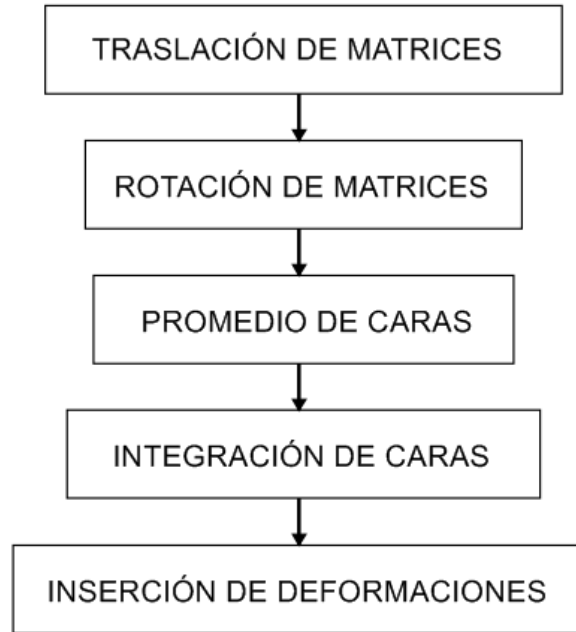 TRASLACIÓN DE MATRICES
ROTACIÓN DE MATRICES
PROMEDIO DE CARAS
INTEGRACIÓN DE CARAS
INSERCIÓN DE DEFORMACIONES